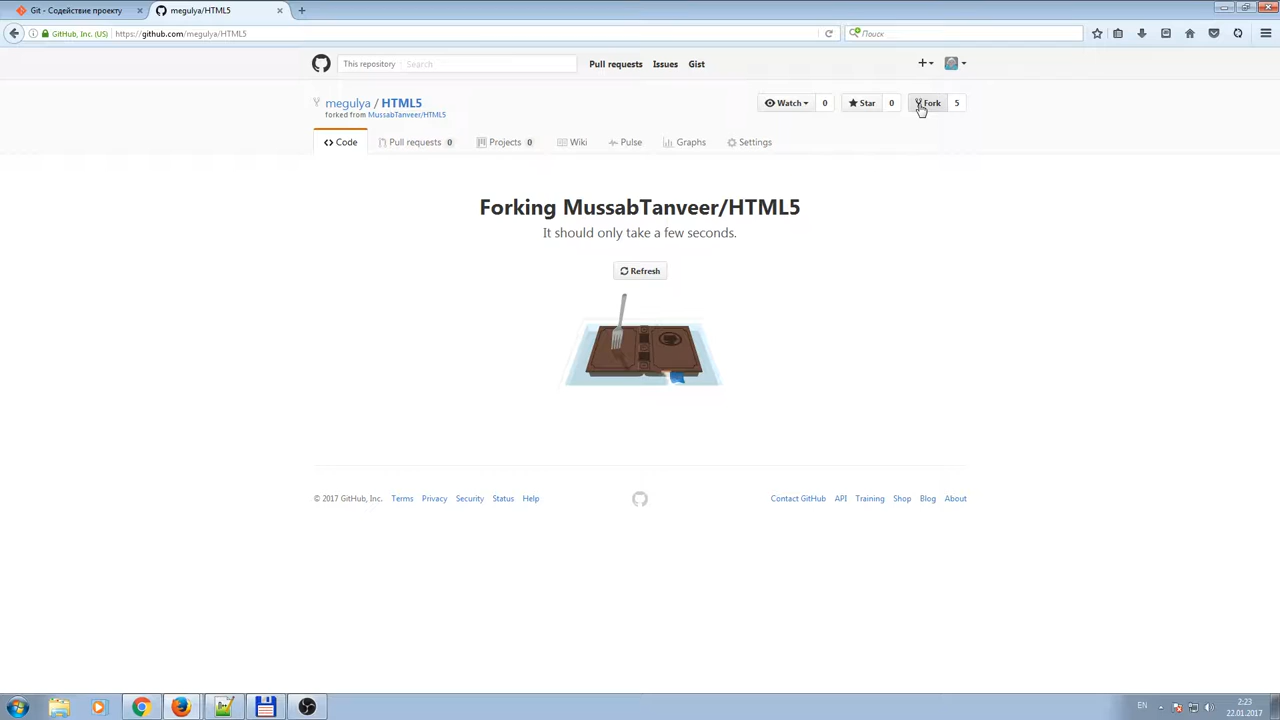 Git - Содействие проекту
megulya/HTML5
GitHub, Inc. (US)
https://github.com/megulya/HTML5
Поиск
This repository
Search
Pull requests
Issues
Gist
megulya / HTML5
forked from MussabTanveer/HTML5
Watch
0
Star
0
Fork
5
Code
Pull requests 0
Projects 0
Wiki
Pulse
Graphs
Settings
Forking MussabTanveer/HTML5
It should only take a few seconds.
Refresh
© 2017 GitHub, Inc.
Terms
Privacy
Security
Status
Help
Contact GitHub
API
Training
Shop
Blog
About
EN
2:23
22.01.2017